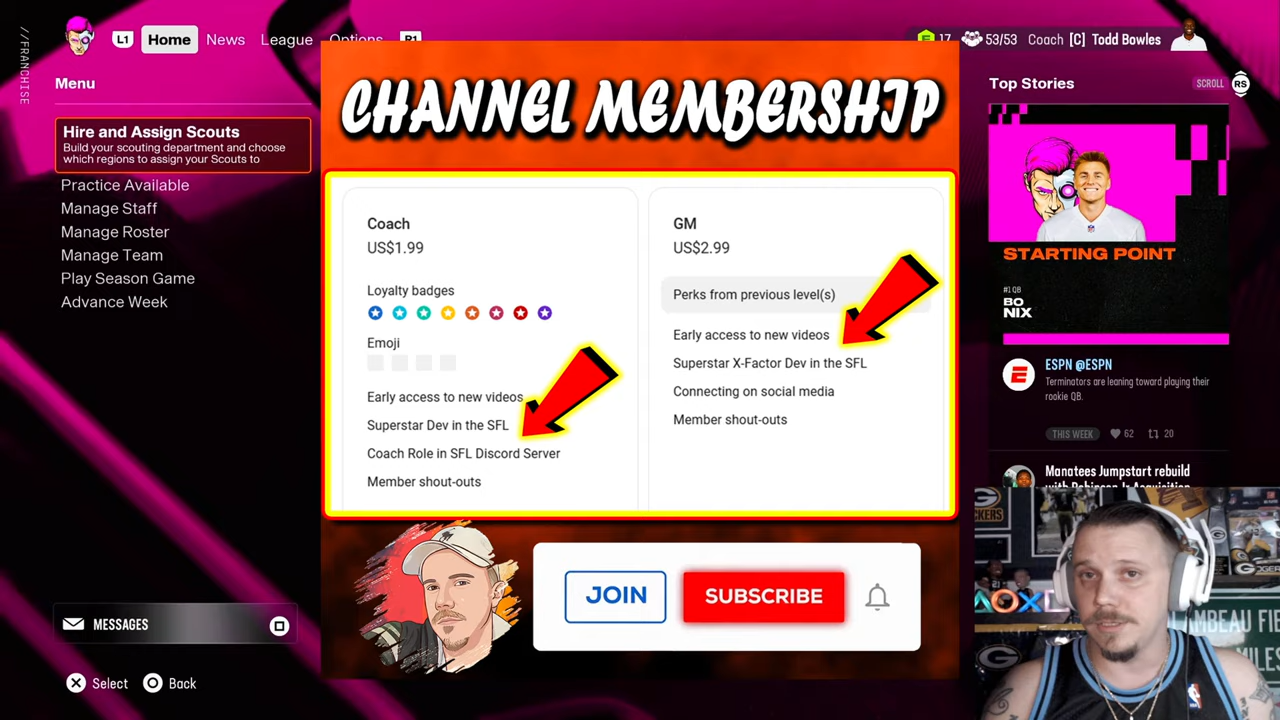 //FRANCHISE
L1
Home
News
League
Options
R1
17
53/53
Coach [C] Todd Bowles
Menu
Hire and Assign Scouts
Build your scouting department and choose
which regions to assign your Scouts to
Practice Available
Manage Staff
Manage Roster
Manage Team
Play Season Game
Advance Week
MESSAGES
Select
Back
CHANNEL MEMBERSHIP
Coach
US$1.99
Loyalty badges
Emoji
Early access to new videos
Superstar Dev in the SFL
Coach Role in SFL Discord Server
Member shout-outs
GM
US$2.99
Perks from previous level(s)
Early access to new videos
Superstar X-Factor Dev in the SFL
Connecting on social media
Member shout-outs
JOIN
SUBSCRIBE
Top Stories
SCROLL
RS
STARTING POINT
#1 QB
BO
NIX
ESPN @ESPN
Terminators are leaning toward playing their
rookie QB.
THIS WEEK
62
20
Manatees Jumpstart rebuild
with Robinson Jr Acquisition